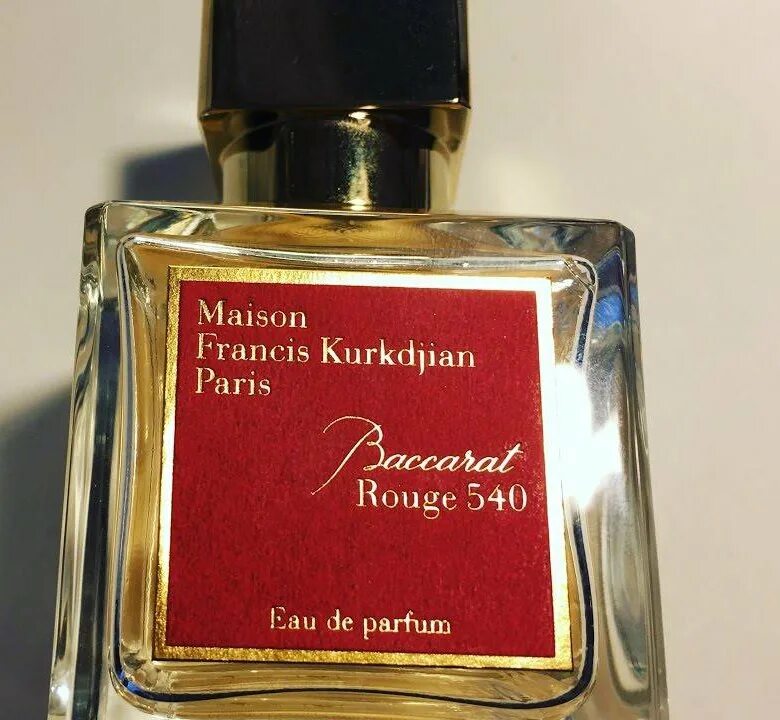 Maison
Francis Kurkdjian
Paris
Baccarat
Rouge 540
Eau de parfum